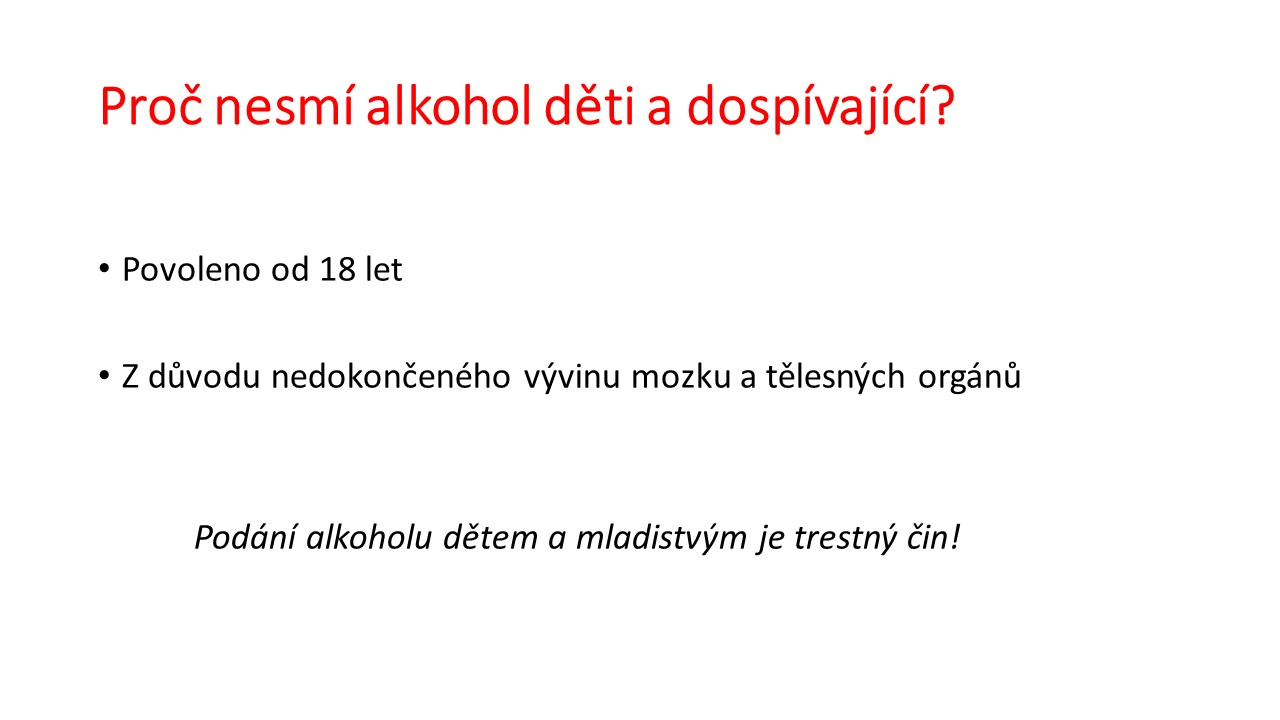 Proč nesmí alkohol děti a dospívající?
• Povoleno od 18 let
• Z důvodu nedokončeného vývinu mozku a tělesných orgánů
Podání alkoholu dětem a mladistvým je trestný čin!